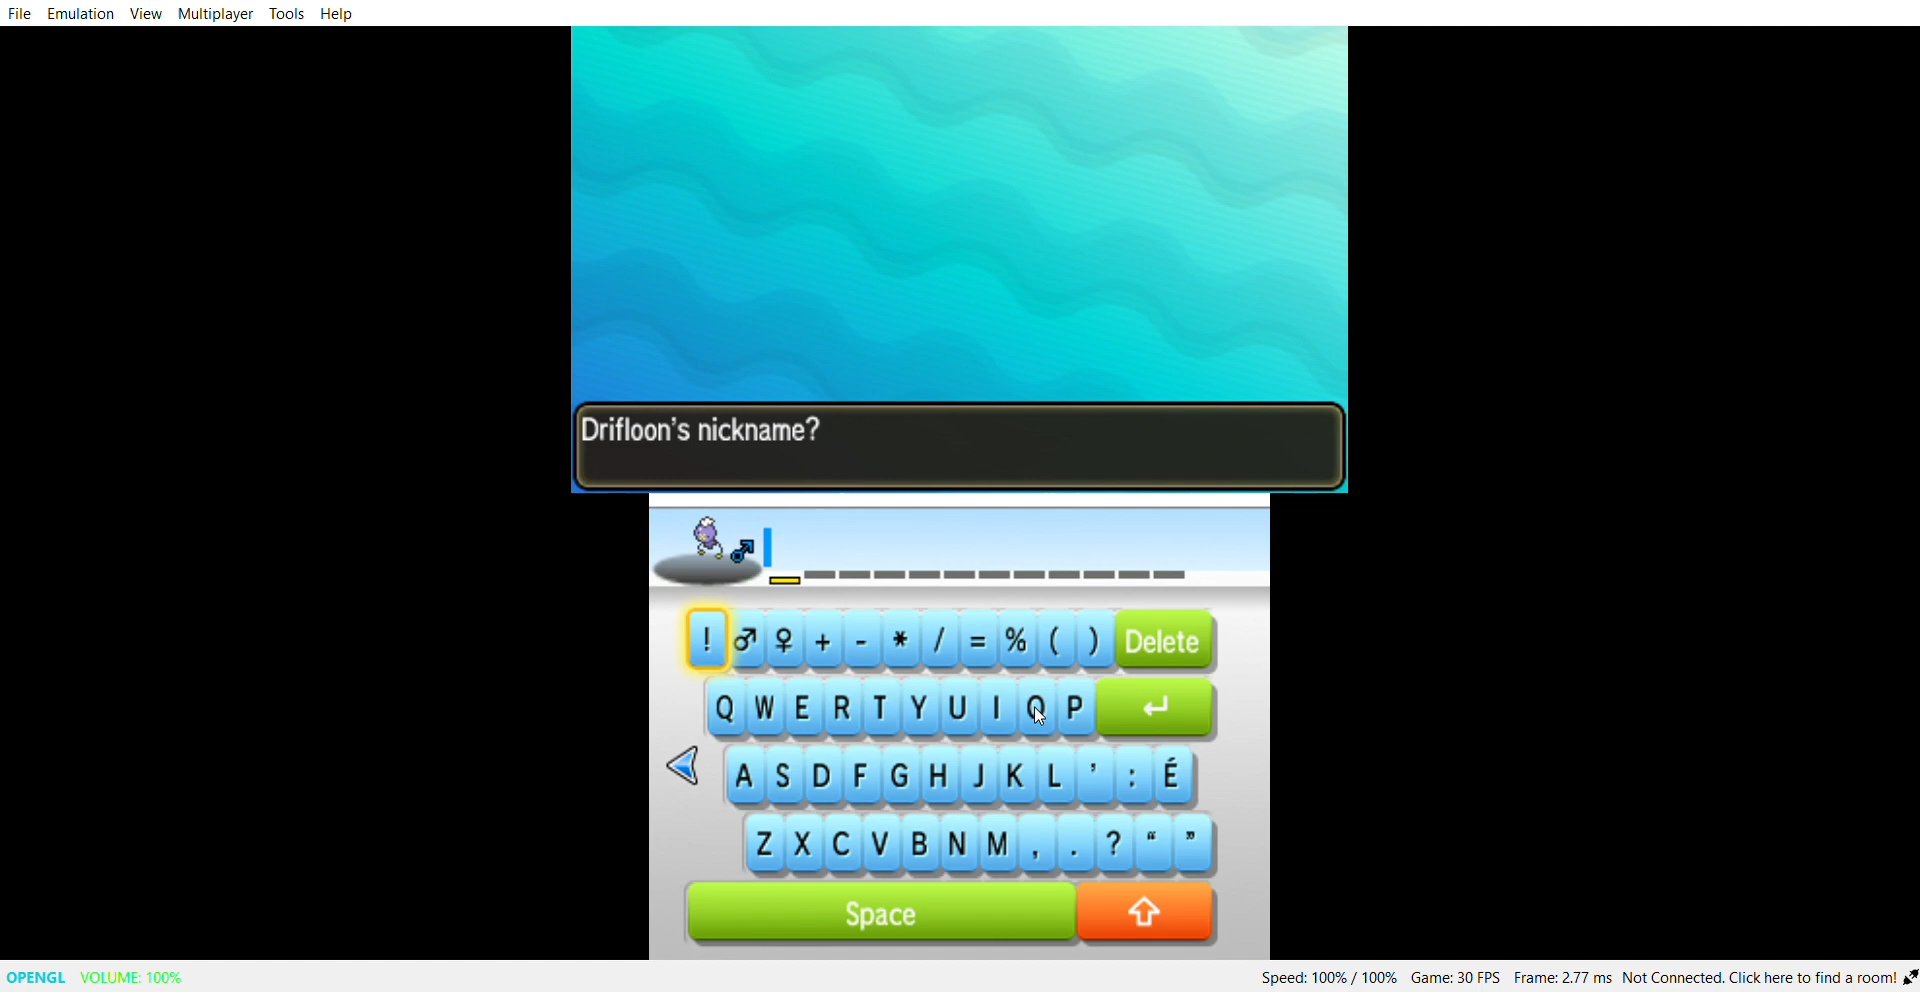 File Emulation View Multiplayer Tools Help
Drifloon's nickname?
♂
! ♂ ♀ + - * / = % ( ) Delete
Q W E R T Y U I O P
A S D F G H J K L ’ : É
Z X C V B N M , . ? “ ”
Space
OPENGL VOLUME: 100% Speed: 100% / 100% Game: 30 FPS Frame: 2.77 ms Not Connected. Click here to find a room!